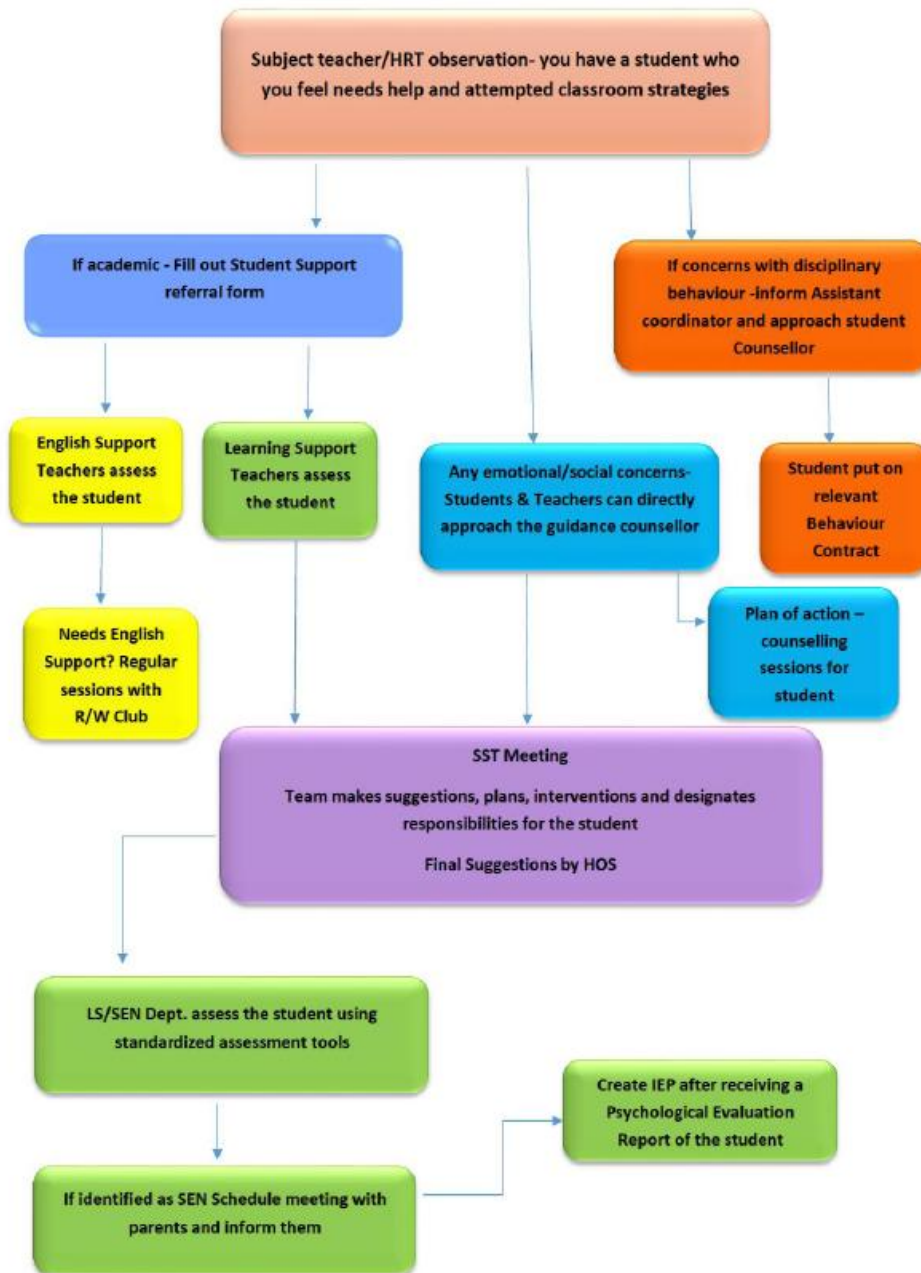 Subject teacher/HRT observation- you have a student who
you feel needs help and attempted classroom strategies
If academic - Fill out Student Support
referral form
If concerns with disciplinary
behaviour -inform Assistant
coordinator and approach student
Counsellor
English Support
Teachers assess
the student
Learning Support
Teachers assess
the student
Any emotional/social concerns-
Students & Teachers can directly
approach the guidance counsellor
Student put on
relevant
Behaviour
Contract
Needs English
Support? Regular
sessions with
R/W Club
Plan of action –
counselling
sessions for
student
SST Meeting
Team makes suggestions, plans, interventions and designates
responsibilities for the student
Final Suggestions by HOS
LS/SEN Dept. assess the student using
standardized assessment tools
Create IEP after receiving a
Psychological Evaluation
Report of the student
If identified as SEN Schedule meeting with
parents and inform them